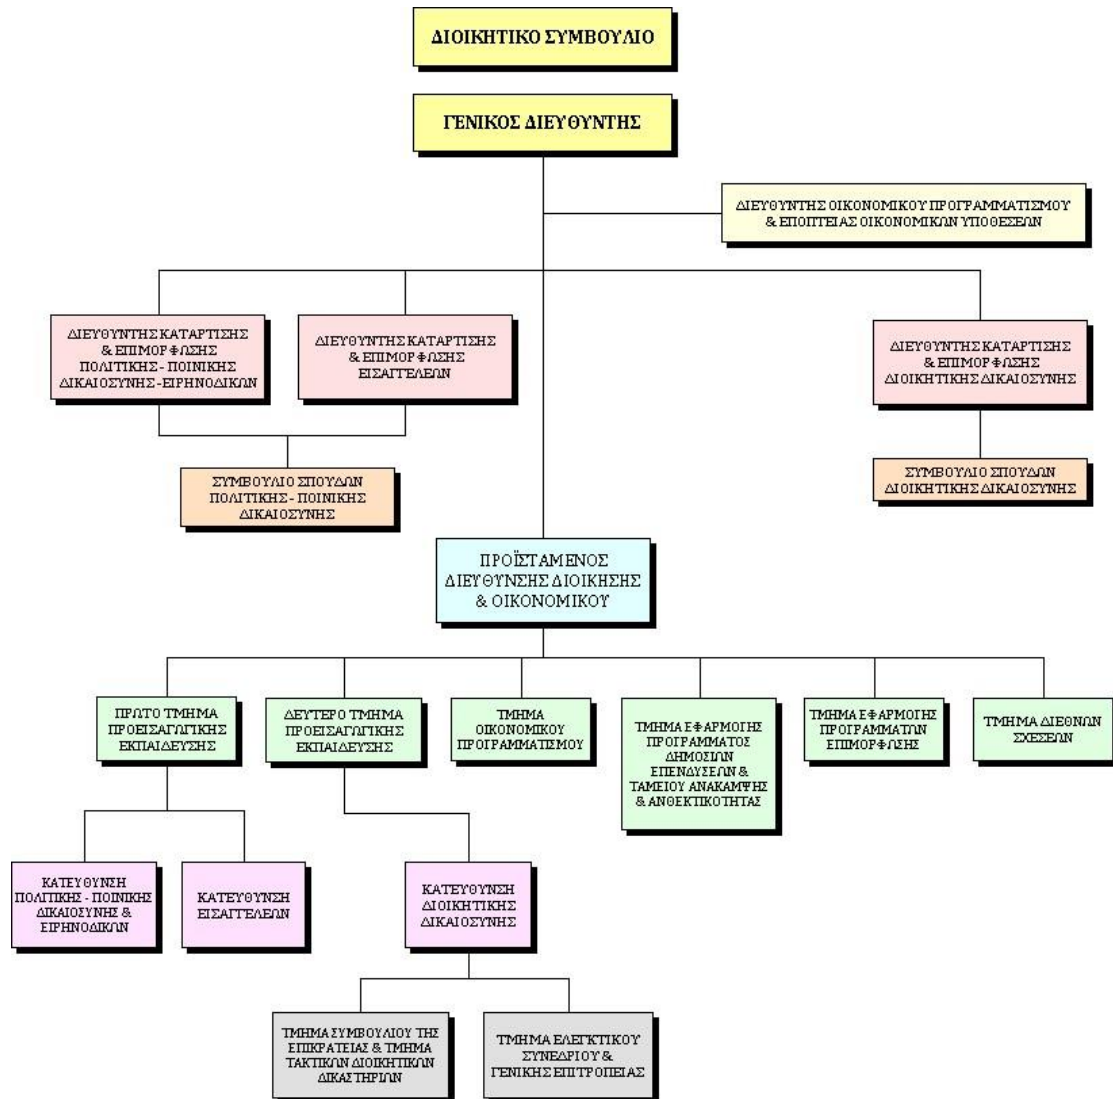 ΔΙΟΙΚΗΤΙΚΟ ΣΥΜΒΟΥΛΙΟ
ΓΕΝΙΚΟΣ ΔΙΕΥΘΥΝΤΗΣ
ΔΙΕΥΘΥΝΤΗΣ ΟΙΚΟΝΟΜΙΚΟΥ ΠΡΟΓΡΑΜΜΑΤΙΣΜΟΥ
& ΕΠΟΠΤΕΙΑΣ ΟΙΚΟΝΟΜΙΚΩΝ ΥΠΟΘΕΣΕΩΝ
ΔΙΕΥΘΥΝΤΗΣ ΚΑΤΑΡΤΙΣΗΣ
& ΕΠΙΜΟΡΦΩΣΗΣ
ΠΟΛΙΤΙΚΗΣ - ΠΟΙΝΙΚΗΣ
ΔΙΚΑΙΟΣΥΝΗΣ -ΕΙΡΗΝΟΔΙΚΩΝ
ΔΙΕΥΘΥΝΤΗΣ ΚΑΤΑΡΤΙΣΗΣ
& ΕΠΙΜΟΡΦΩΣΗΣ
ΕΙΣΑΓΓΕΛΕΩΝ
ΔΙΕΥΘΥΝΤΗΣ ΚΑΤΑΡΤΙΣΗΣ
& ΕΠΙΜΟΡΦΩΣΗΣ
ΔΙΟΙΚΗΤΙΚΗΣ ΔΙΚΑΙΟΣΥΝΗΣ
ΣΥΜΒΟΥΛΙΟ ΣΠΟΥΔΩΝ
ΠΟΛΙΤΙΚΗΣ - ΠΟΙΝΙΚΗΣ
ΔΙΚΑΙΟΣΥΝΗΣ
ΣΥΜΒΟΥΛΙΟ ΣΠΟΥΔΩΝ
ΔΙΟΙΚΗΤΙΚΗΣ ΔΙΚΑΙΟΣΥΝΗΣ
ΠΡΟΪΣΤΑΜΕΝΟΣ
ΔΙΕΥΘΥΝΣΗΣ ΔΙΟΙΚΗΣΗΣ
& ΟΙΚΟΝΟΜΙΚΟΥ
ΠΡΩΤΟ ΤΜΗΜΑ
ΠΡΟΕΙΣΑΓΩΓΙΚΗΣ
ΕΚΠΑΙΔΕΥΣΗΣ
ΔΕΥΤΕΡΟ ΤΜΗΜΑ
ΠΡΟΕΙΣΑΓΩΓΙΚΗΣ
ΕΚΠΑΙΔΕΥΣΗΣ
ΤΜΗΜΑ
ΟΙΚΟΝΟΜΙΚΟΥ
ΠΡΟΓΡΑΜΜΑΤΙΣΜΟΥ
ΤΜΗΜΑ ΕΦΑΡΜΟΓΗΣ
ΠΡΟΓΡΑΜΜΑΤΟΣ
ΔΗΜΟΣΙΩΝ
ΕΠΕΝΔΥΣΕΩΝ &
ΤΑΜΕΙΟΥ ΑΝΑΚΑΜΨΗΣ
& ΑΝΘΕΚΤΙΚΟΤΗΤΑΣ
ΤΜΗΜΑ ΕΦΑΡΜΟΓΗΣ
ΠΡΟΓΡΑΜΜΑΤΩΝ
ΕΠΙΜΟΡΦΩΣΗΣ
ΤΜΗΜΑ ΔΙΕΘΝΩΝ
ΣΧΕΣΕΩΝ
ΚΑΤΕΥΘΥΝΣΗ
ΠΟΛΙΤΙΚΗΣ - ΠΟΙΝΙΚΗΣ
ΔΙΚΑΙΟΣΥΝΗΣ &
ΕΙΡΗΝΟΔΙΚΩΝ
ΚΑΤΕΥΘΥΝΣΗ
ΕΙΣΑΓΓΕΛΕΩΝ
ΚΑΤΕΥΘΥΝΣΗ
ΔΙΟΙΚΗΤΙΚΗΣ
ΔΙΚΑΙΟΣΥΝΗΣ
ΤΜΗΜΑ ΣΥΜΒΟΥΛΙΟΥ ΤΗΣ
ΕΠΙΚΡΑΤΕΙΑΣ & ΤΜΗΜΑ
ΤΑΚΤΙΚΩΝ ΔΙΟΙΚΗΤΙΚΩΝ
ΔΙΚΑΣΤΗΡΙΩΝ
ΤΜΗΜΑ ΕΛΕΓΚΤΙΚΟΥ
ΣΥΝΕΔΡΙΟΥ &
ΓΕΝΙΚΗΣ ΕΠΙΤΡΟΠΕΙΑΣ